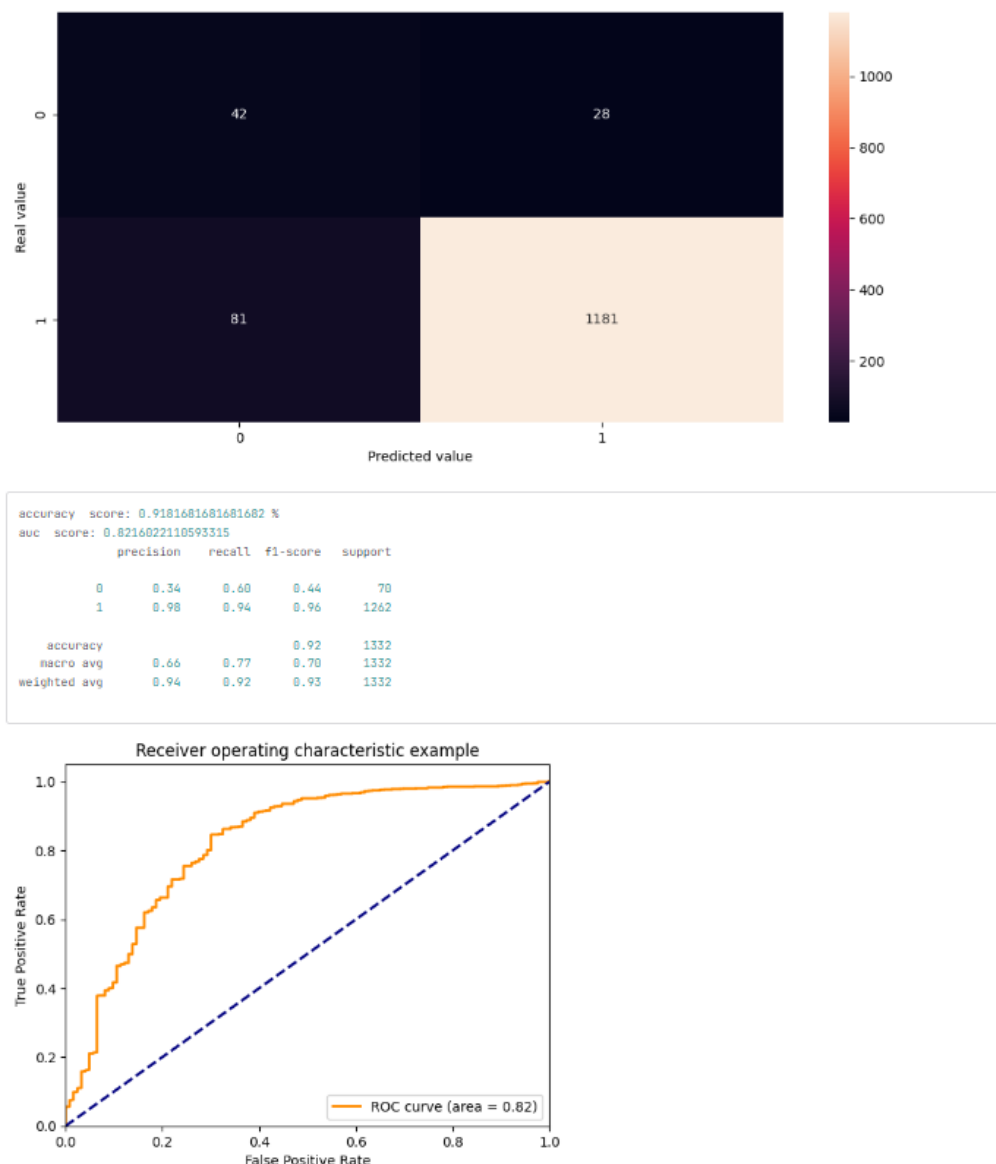 42 28
81 1181
0
1
Real value
0 1
Predicted value
1000
800
600
400
200
accuracy  score: 0.9181681681681682 %
auc  score: 0.8216022110593315
precision recall f1-score support
0 0.34 0.60 0.44 70
1 0.98 0.94 0.96 1262
accuracy 0.92 1332
macro avg 0.66 0.77 0.70 1332
weighted avg 0.94 0.92 0.93 1332
Receiver operating characteristic example
1.0
0.8
0.6
0.4
0.2
0.0
True Positive Rate
ROC curve (area = 0.82)
0.0 0.2 0.4 0.6 0.8 1.0
False Positive Rate